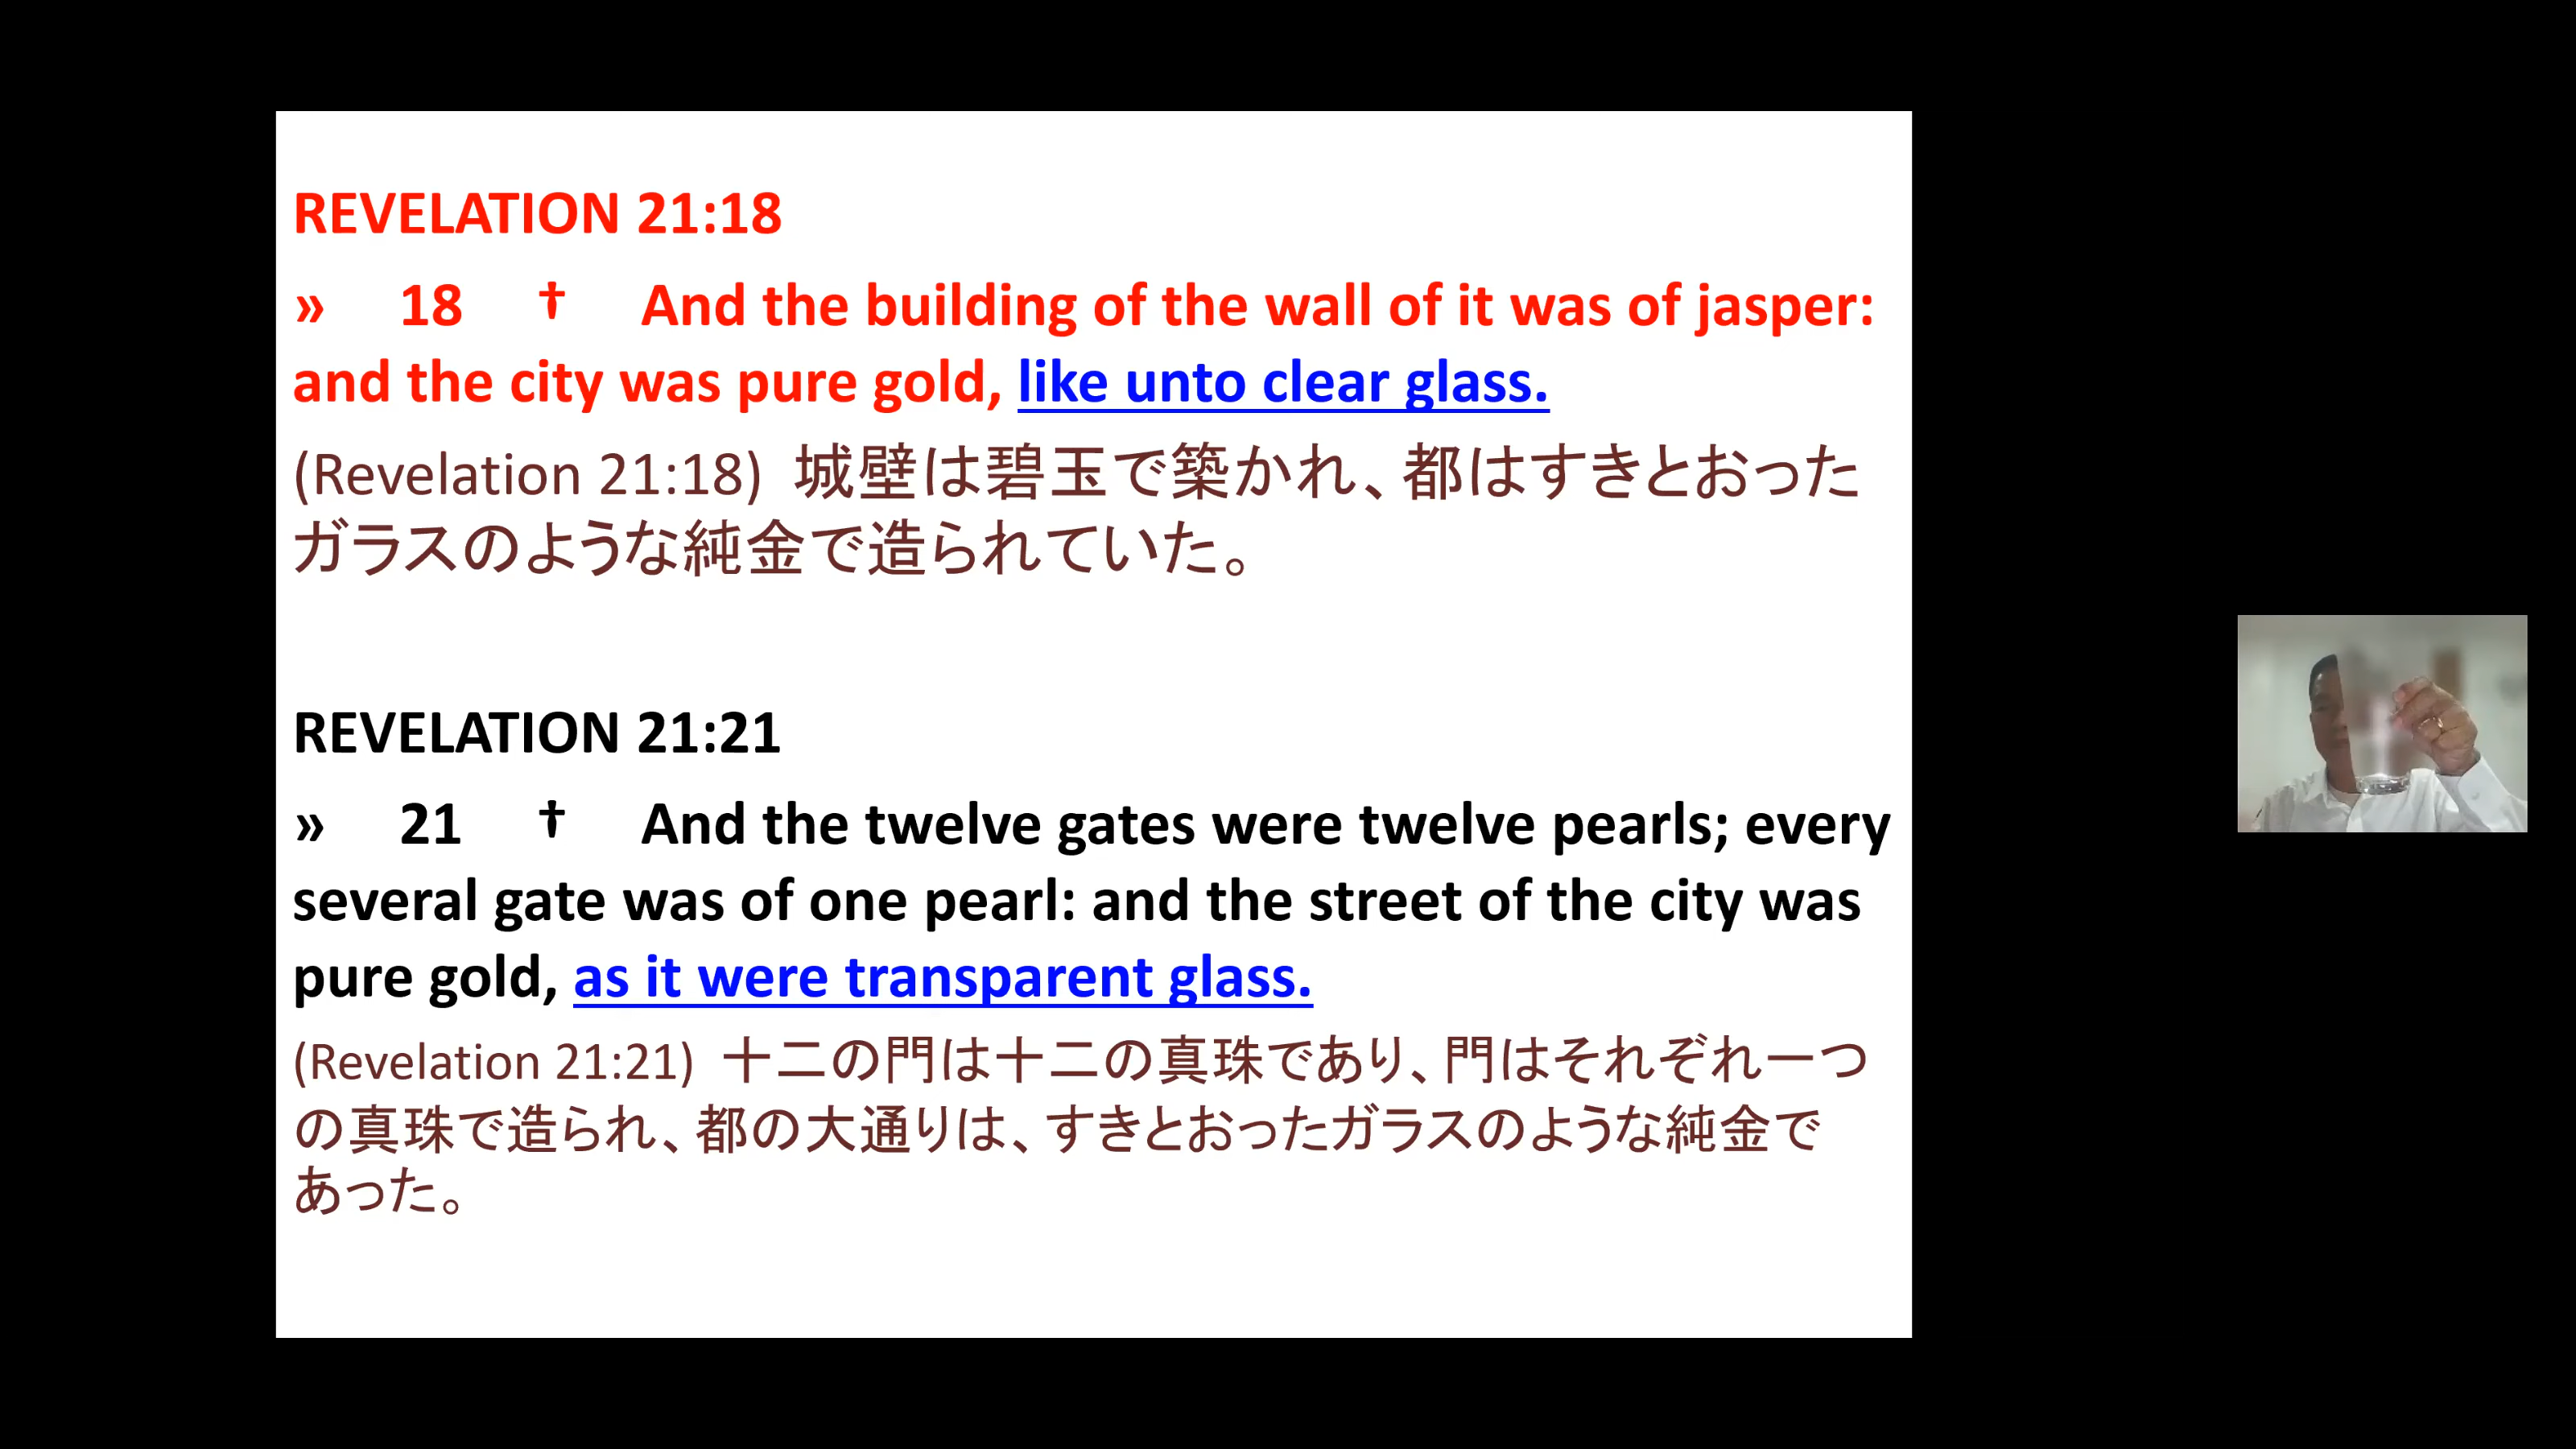 REVELATION 21:18
» 18 † And the building of the wall of it was of jasper:
and the city was pure gold, like unto clear glass.
(Revelation 21:18) 城壁は碧玉で築かれ、都はすきとおった
ガラスのような純金で造られていた。
REVELATION 21:21
» 21 † And the twelve gates were twelve pearls; every
several gate was of one pearl: and the street of the city was
pure gold, as it were transparent glass.
(Revelation 21:21) 十二の門は十二の真珠であり、門はそれぞれ一つ
の真珠で造られ、都の大通りは、すきとおったガラスのような純金で
あった。